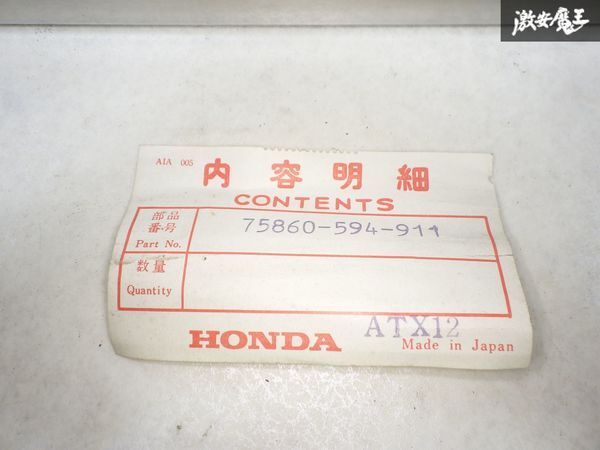 激安魔王
AIA 005
内容明細
CONTENTS
部品番号
Part No.
75860-594-911
数量
Quantity
HONDA
ATX12
Made in Japan